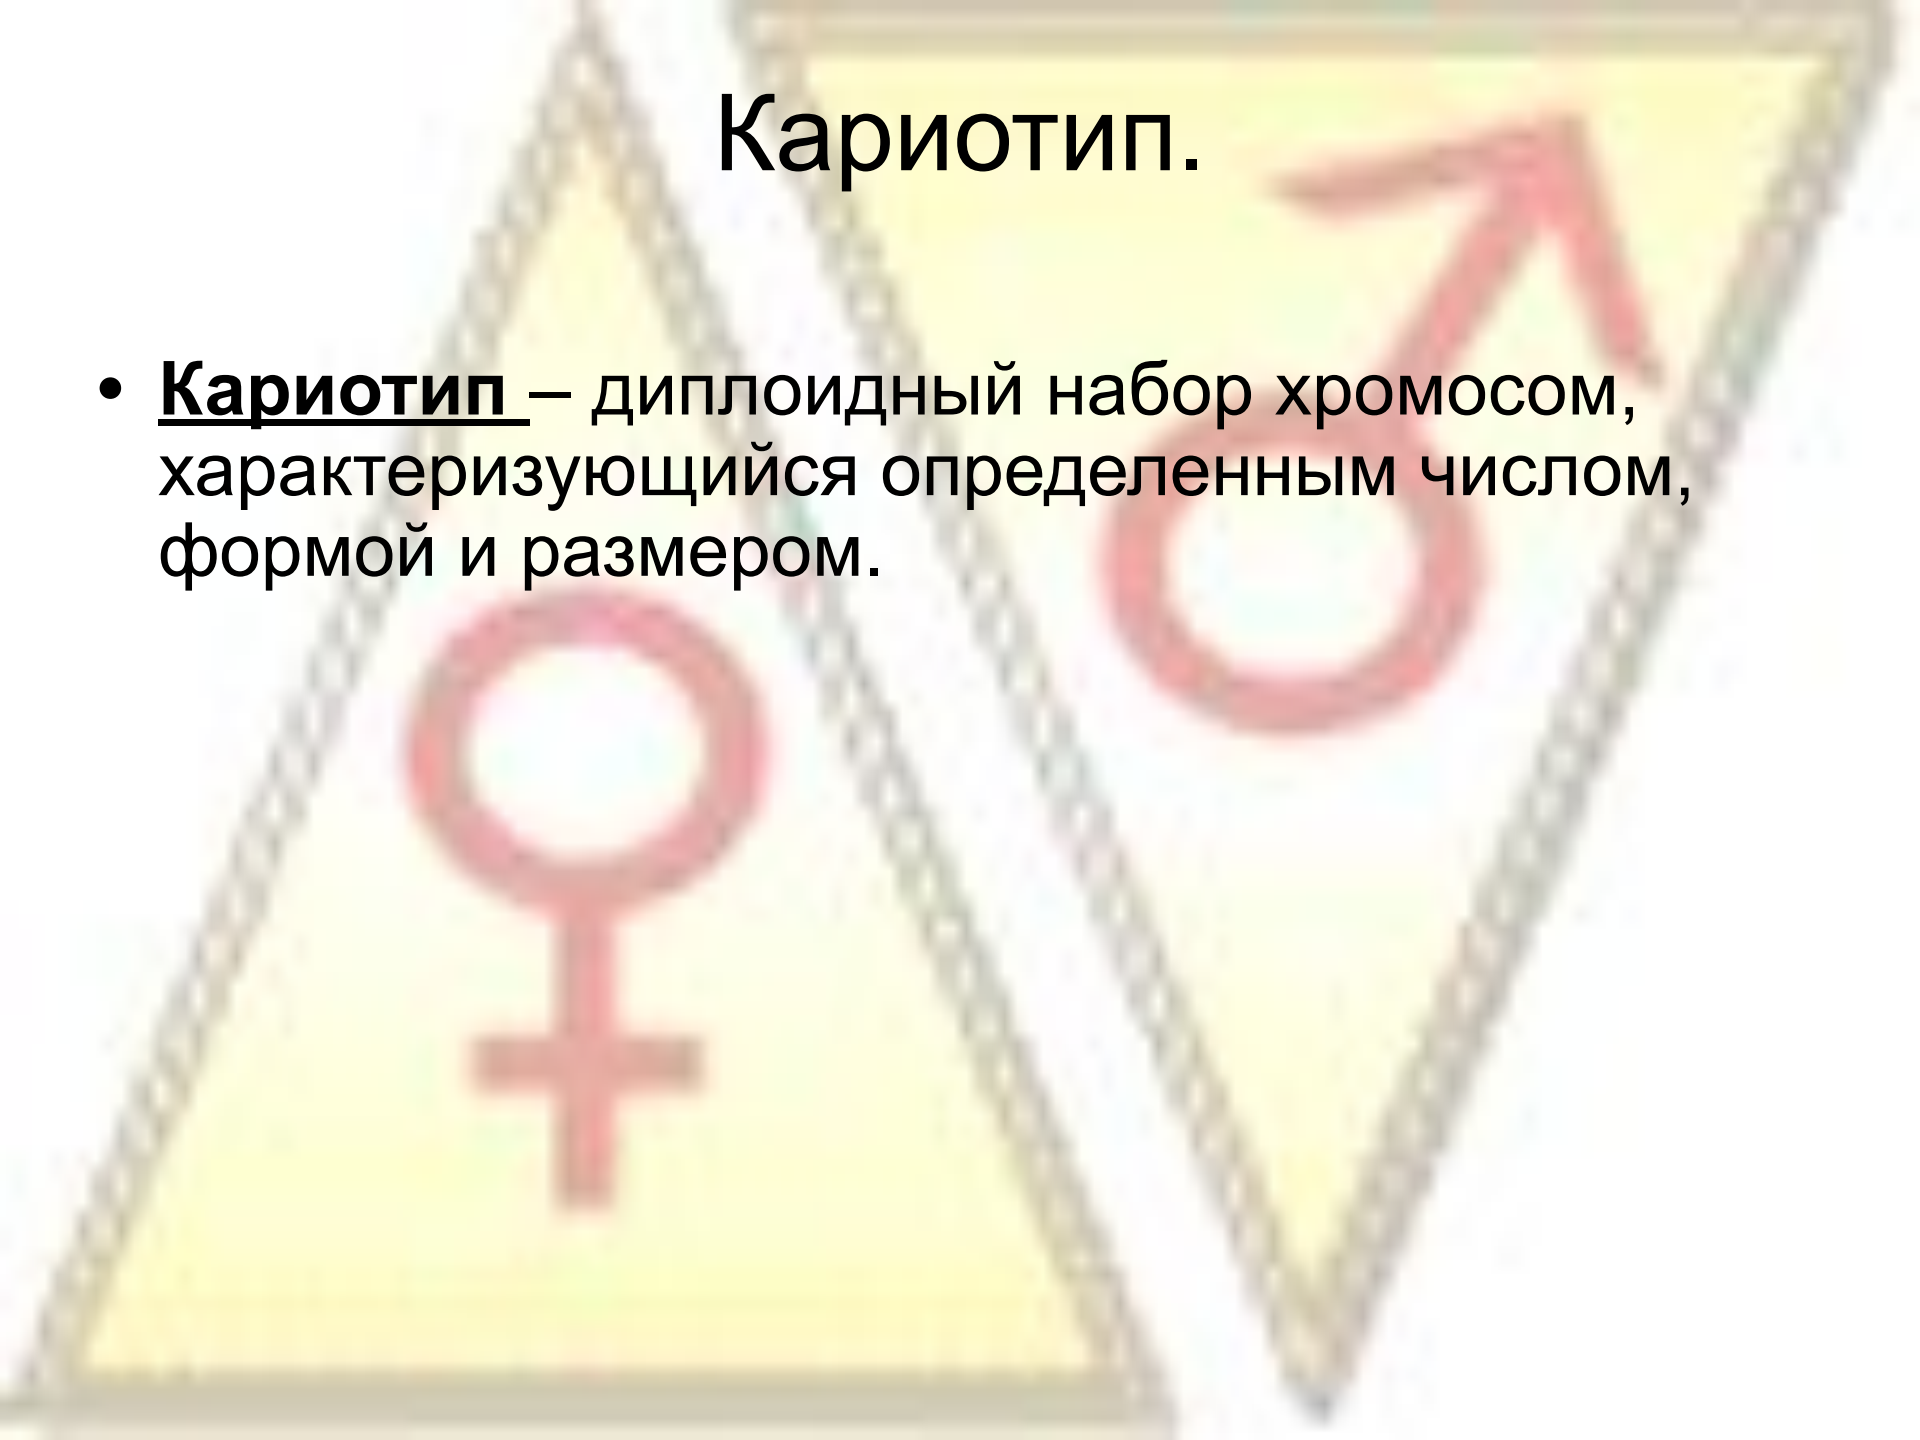 Кариотип.
• Кариотип – диплоидный набор хромосом,
характеризующийся определенным числом,
формой и размером.